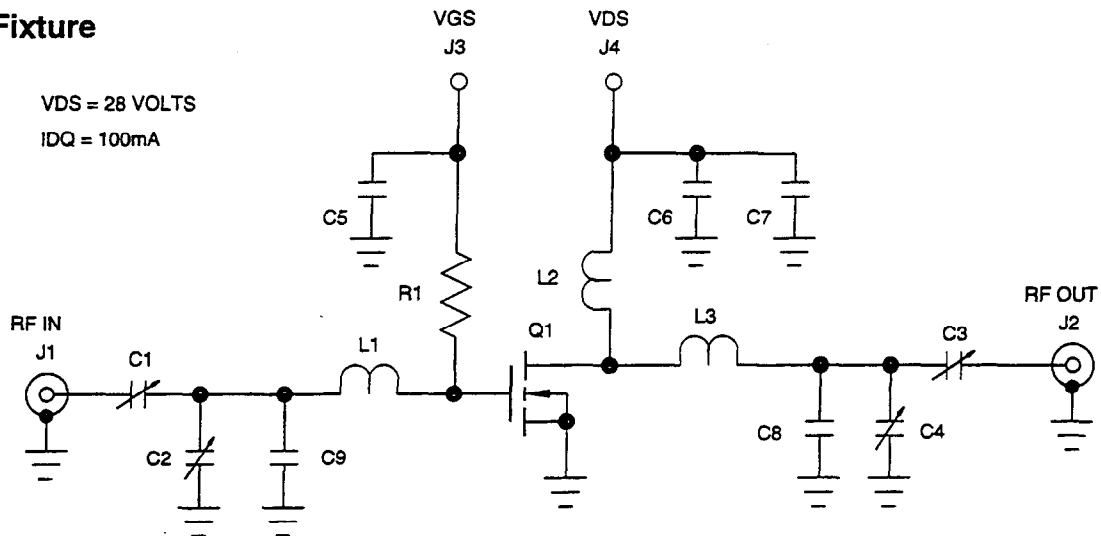 Fixture
VGS
J3
VDS
J4
VDS = 28 VOLTS
IDQ = 100mA
C5
C6
C7
R1
L2
RF IN
J1
C1
L1
Q1
L3
RF OUT
J2
C3
C2
C9
C8
C4